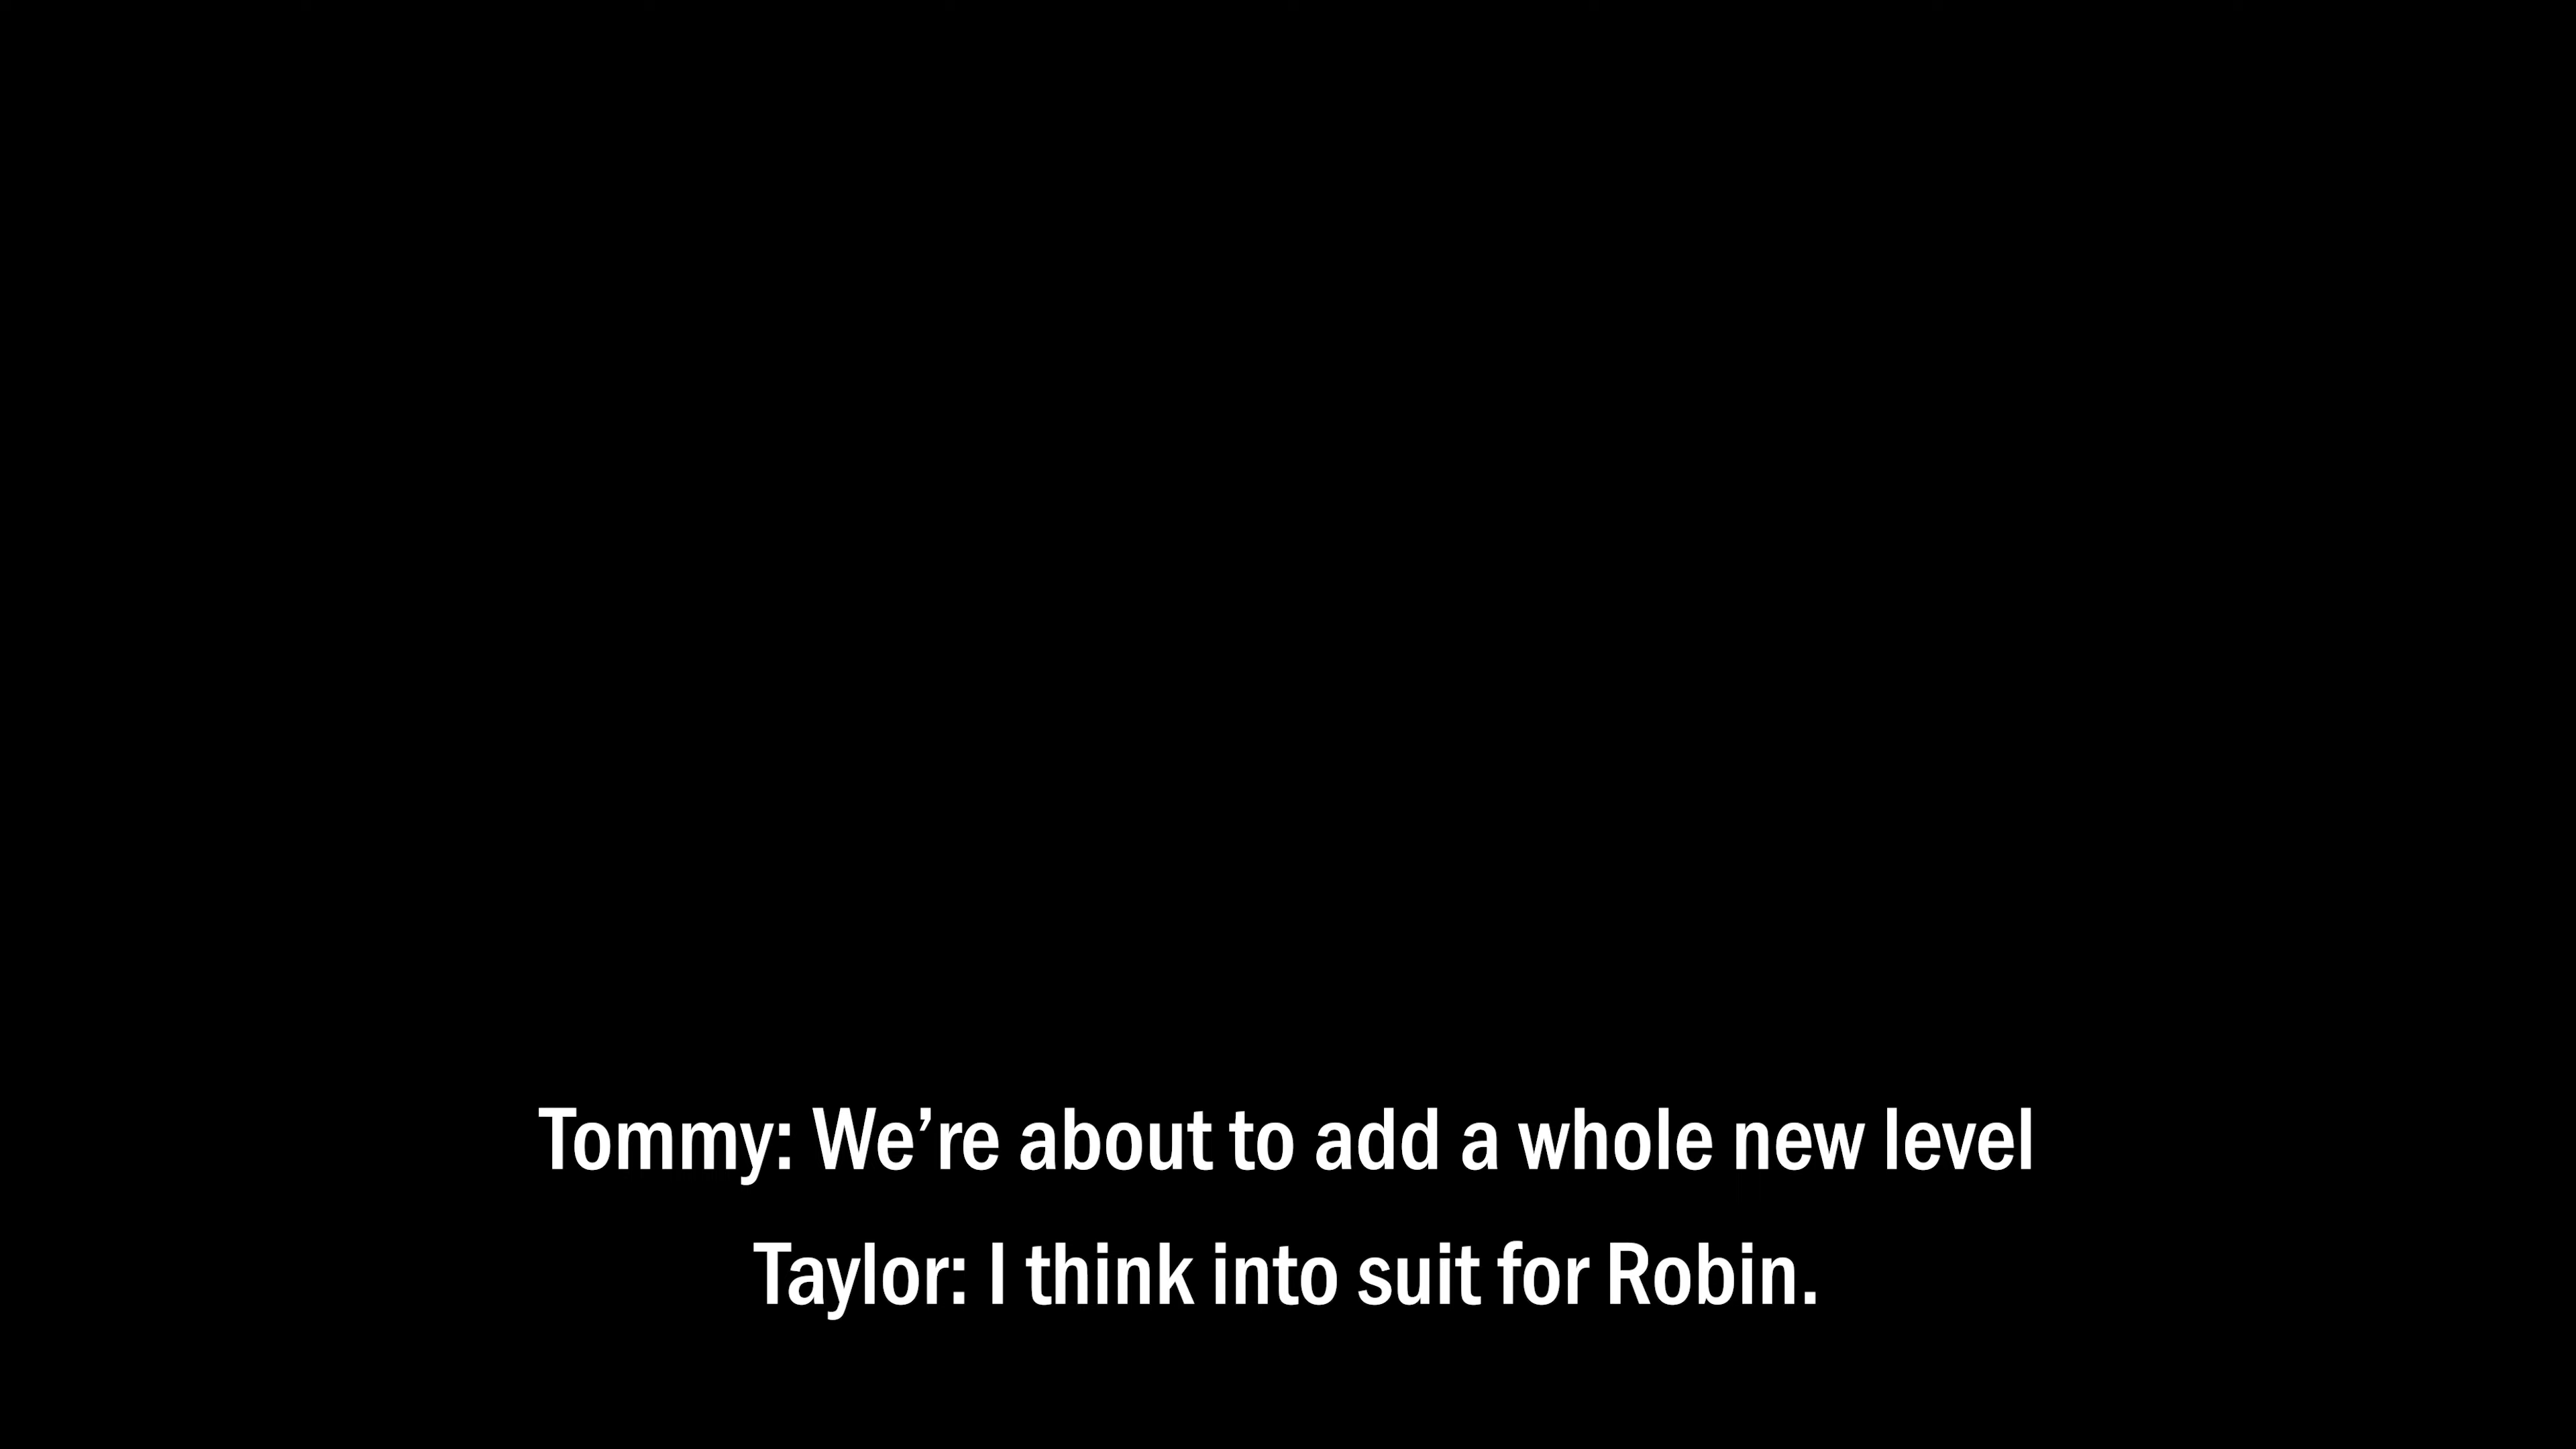 Tommy: We’re about to add a whole new level
Taylor: I think into suit for Robin.